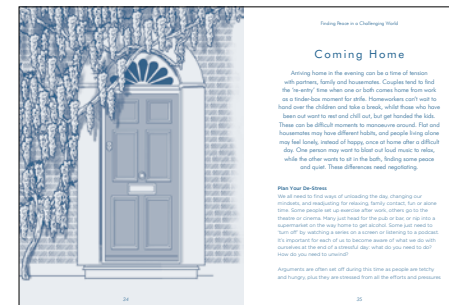 Finding Peace in a Challenging World
Coming Home
Arriving home in the evening can be a time of tension
with partners, family and housemates. Couples tend to find
the 're-entry' time when one or both comes home from work
as a tinder-box moment for strife. Homeworkers can't wait to
hand over the children and take a break, whilst those who have
been out want to rest and chill out, but get handed the kids.
These can be difficult moments to manoeuvre around. Flat and
housemates may have different habits, and people living alone
may feel lonely, instead of happy, once at home after a difficult
day. One person may want to blast out loud music to relax,
while the other wants to sit in the bath, finding some peace
and quiet. These differences need negotiating.
Plan Your De-Stress
We all need to find ways of unloading the day, changing our
mindsets, and readjusting for relaxing, family contact, fun or alone
time. Some people set up exercise after work, others go to the
theatre or cinema. Many just head for the pub or bar, or nip into a
supermarket on the way home to get alcohol. Some just need to
'turn off' by watching a series on a screen or listening to a podcast.
It's important for each of us to become aware of what we do with
ourselves at the end of a stressful day: what do you need to do?
How do you need to unwind?
Arguments are often set off during this time as people are tetchy
and hungry, plus they are stressed from all the efforts and pressures
24
25